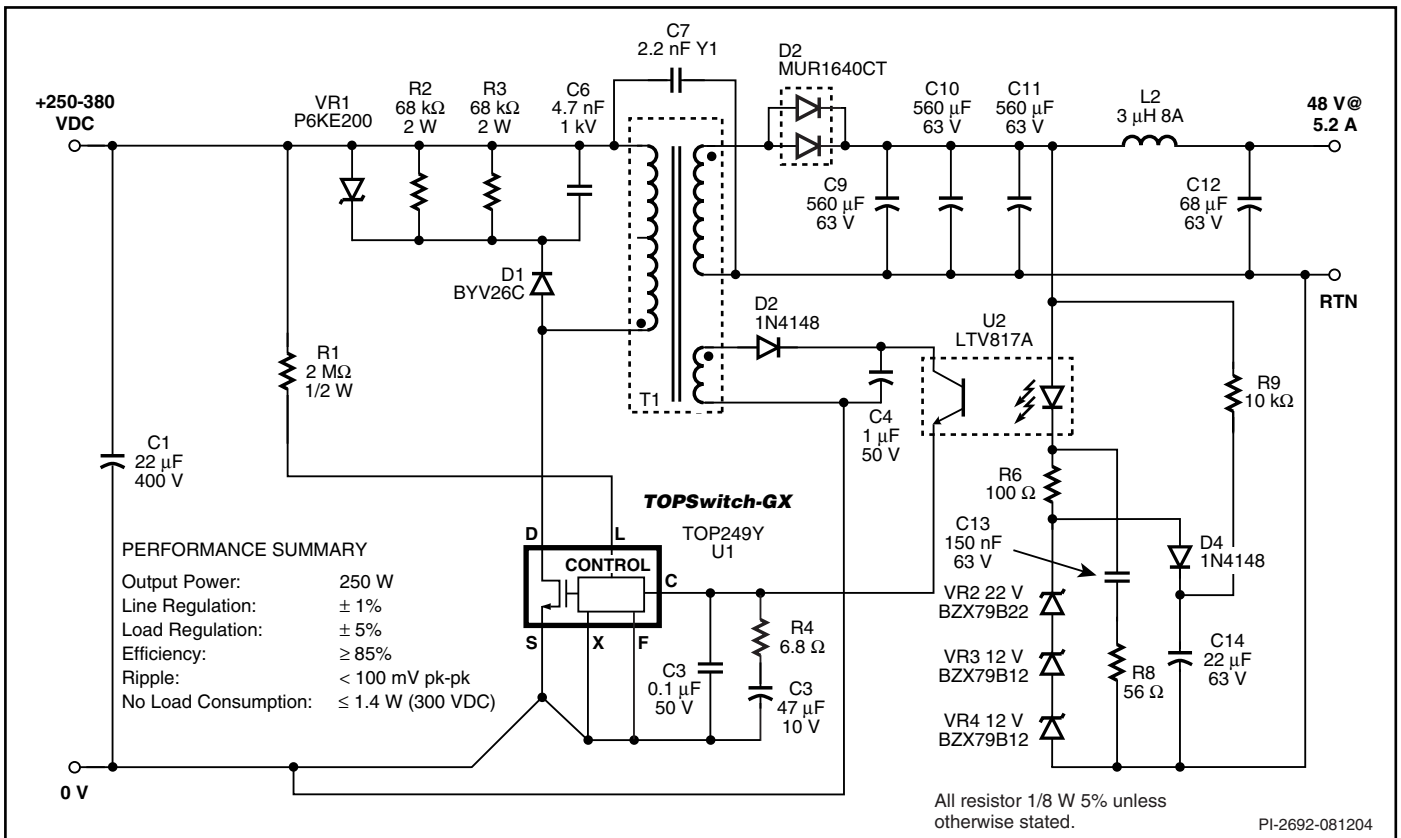 C7
2.2 nF Y1
D2
MUR1640CT
+250-380
VDC
VR1
P6KE200
R2
68 kΩ
2 W
R3
68 kΩ
2 W
C6
4.7 nF
1 kV
C10
560 µF
63 V
C11
560 µF
63 V
L2
3 µH 8A
48 V@
5.2 A
C9
560 µF
63 V
C12
68 µF
63 V
D1
BYV26C
RTN
D2
1N4148
U2
LTV817A
R1
2 MΩ
1/2 W
T1
R9
10 kΩ
C4
1 µF
50 V
C1
22 µF
400 V
R6
100 Ω
TOPSwitch-GX
TOP249Y
U1
D
L
CONTROL
C
S
X
F
C13
150 nF
63 V
D4
1N4148
PERFORMANCE SUMMARY
Output Power: 250 W
Line Regulation: ± 1%
Load Regulation: ± 5%
Efficiency: ≥ 85%
Ripple: < 100 mV pk-pk
No Load Consumption: ≤ 1.4 W (300 VDC)
VR2 22 V
BZX79B22
R4
6.8 Ω
C3
0.1 µF
50 V
C3
47 µF
10 V
VR3 12 V
BZX79B12
R8
56 Ω
C14
22 µF
63 V
VR4 12 V
BZX79B12
0 V
All resistor 1/8 W 5% unless
otherwise stated.
PI-2692-081204